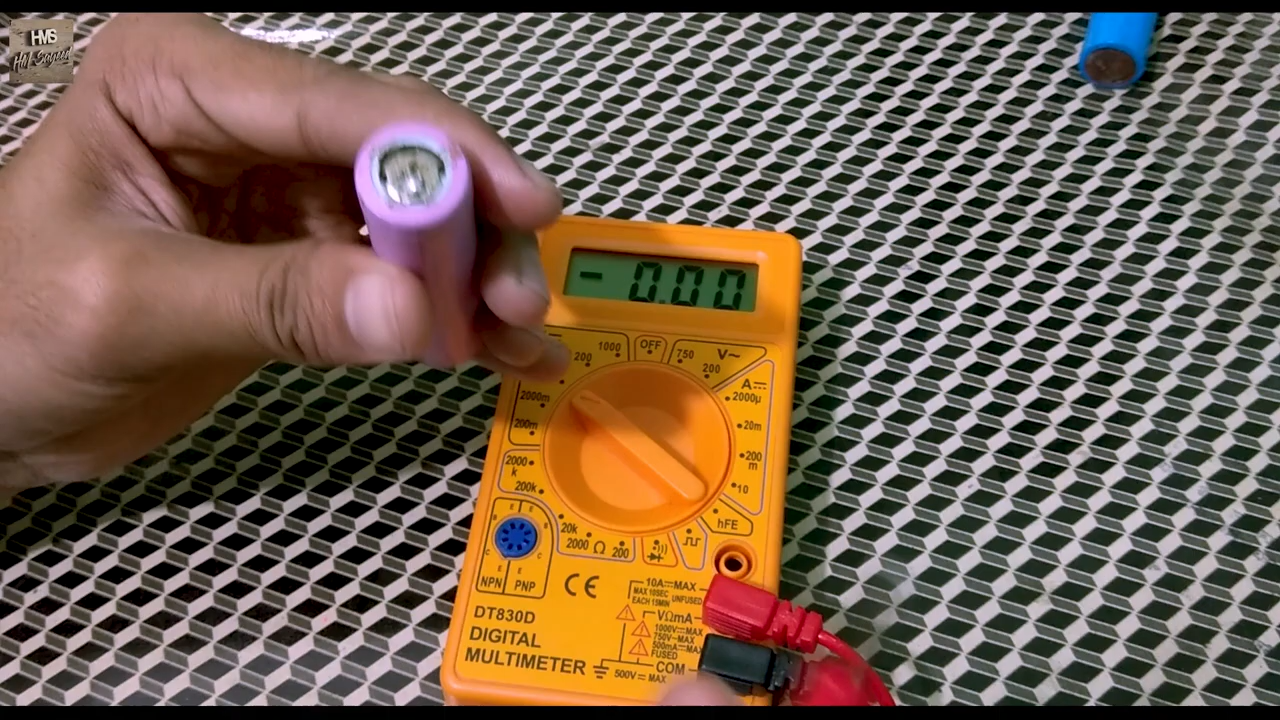 HMS
HM Sayeed
- 0.00
OFF
1000
200
750
V~
200
A
2000µ
20m
200
m
10
hFE
2000m
200m
2000
k
200k
20k
2000 Ω 200
E E
B B
C C
E E
NPN PNP
CE
10A MAX
MAX 10SEC UNFUSED
EACH 15MIN
VΩmA
1000V MAX
750V~MAX
500mA MAX
FUSED
COM
500V MAX
DT830D
DIGITAL
MULTIMETER